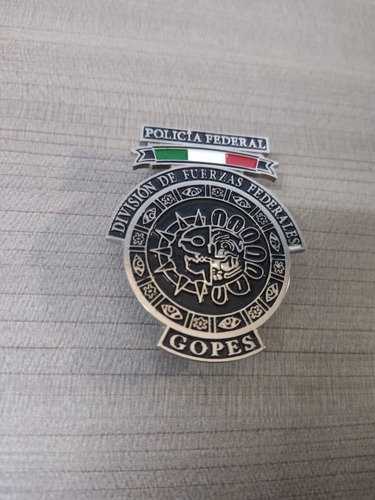 POLICÍA FEDERAL
DIVISIÓN DE FUERZAS FEDERALES
GOPES